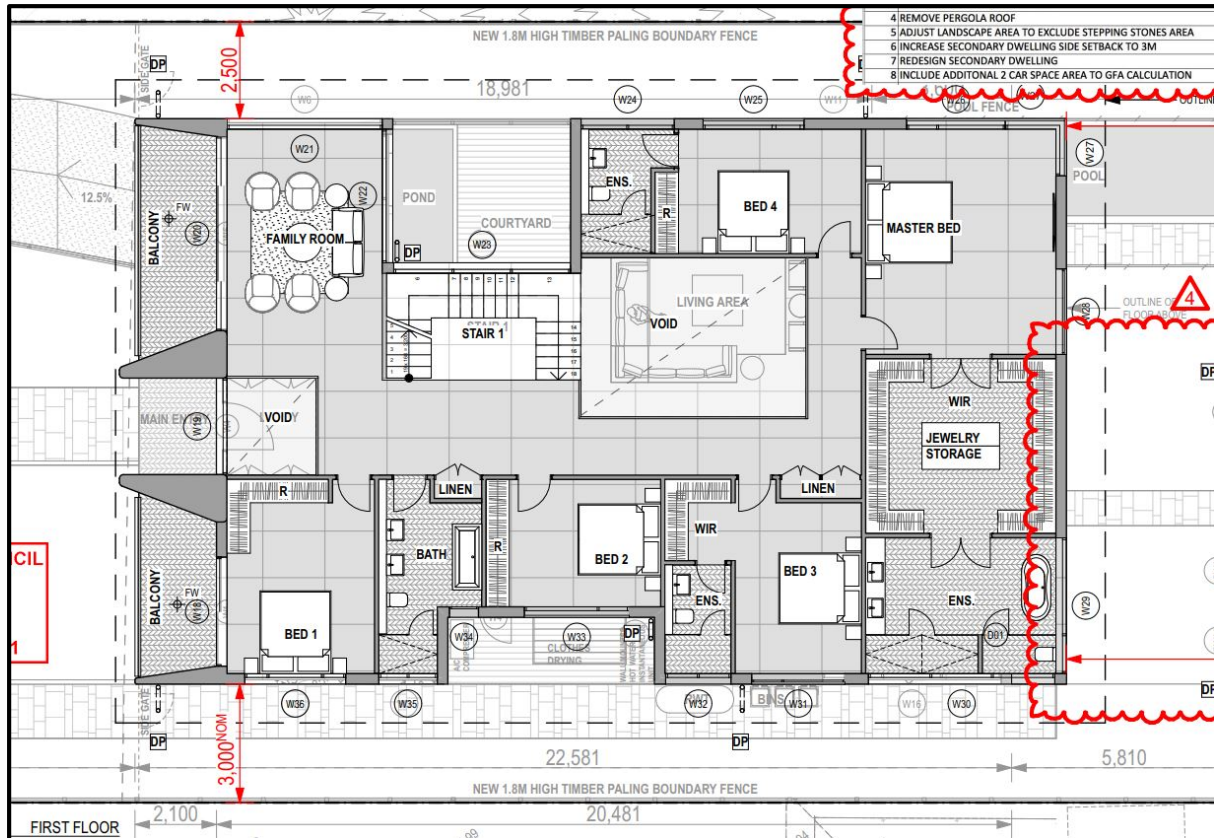 4 REMOVE PERGOLA ROOF
5 ADJUST LANDSCAPE AREA TO EXCLUDE STEPPING STONES AREA
6 INCREASE SECONDARY DWELLING SIDE SETBACK TO 3M
7 REDESIGN SECONDARY DWELLING
8 INCLUDE ADDITONAL 2 CAR SPACE AREA TO GFA CALCULATION
NEW 1.8M HIGH TIMBER PALING BOUNDARY FENCE
SIDE GATE
DP
2,500
18,981
W6
W24
W25
W11
W26
POOL FENCE
OUTLINE
W21
W22
W27
POOL
12.5%
BALCONY
FW
W20
FAMILY ROOM
POND
COURTYARD
W23
DP
ENS.
R
BED 4
MASTER BED
4
OUTLINE OF
FLOOR ABOVE
W28
STAIR 1
LIVING AREA
VOID
DP
MAIN ENTRY
W19
VOID
WIR
JEWELRY
STORAGE
R
LINEN
LINEN
BATH
R
BED 2
WIR
BED 3
ENS.
ENS.
CIL
1
BALCONY
FW
W18
BED 1
W34
W33
DP
CLOTHES
DRYING
A/C
D01
W29
SIDE GATE
W36
W35
W32
RWT
BINS
W31
W16
W30
DP
DP
DP
3,000 NOM
22,581
5,810
NEW 1.8M HIGH TIMBER PALING BOUNDARY FENCE
2,100
20,481
FIRST FLOOR